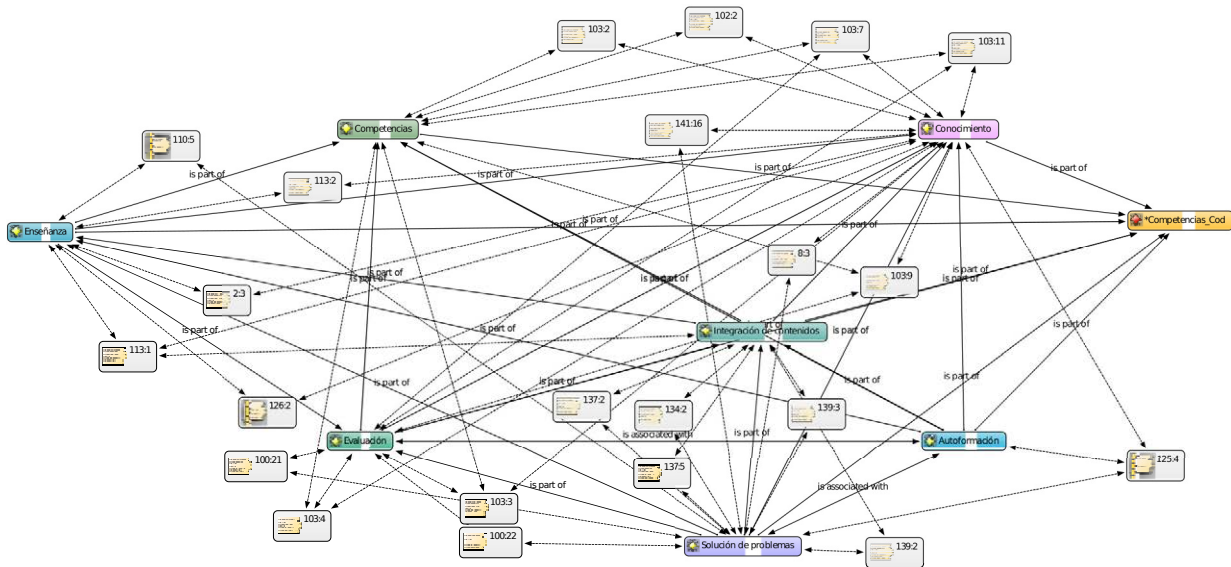 103:2
102:2
103:7
103:11
Competencias
141:16
Conocimiento
110:5
is part of
is part of
is part of
113:2
Enseñanza
is part of
is part of
*Competencias_Cod
8:3
103:9
is part of
is part of
is part of
is part of
2:3
is part of
Integración de contenidos
is part of
is part of
is part of
113:1
is part of
is part of
is part of
126:2
137:2
134:2
139:3
Evaluación
is associated with
is part of
Autoformación
100:21
137:5
125:4
is part of
is associated with
103:4
103:3
100:22
Solución de problemas
139:2